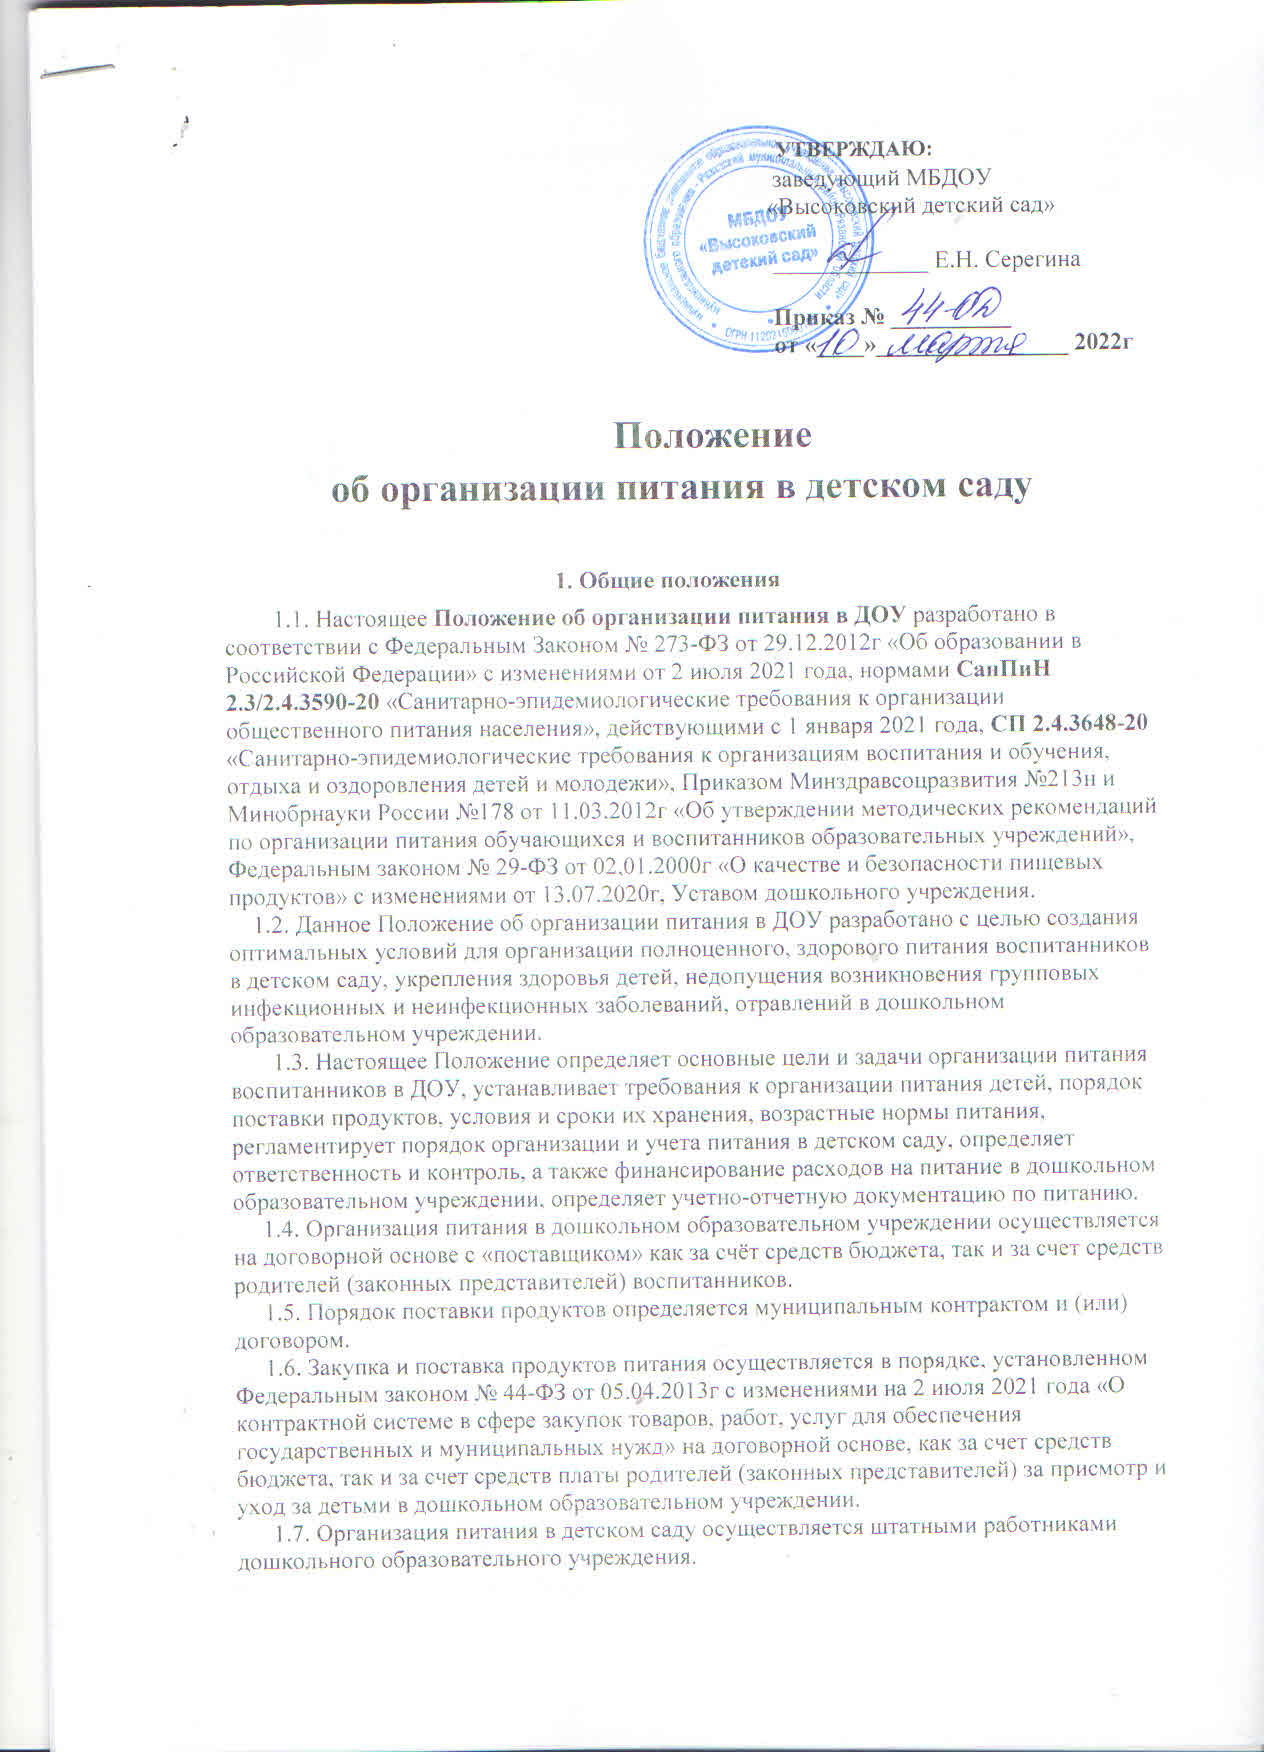 УТВЕРЖДАЮ:
заведующий МБДОУ
«Высоковский детский сад»
Е.Н. Серегина
Приказ № 44-ОД
от «10» марта 2022г
МБДОУ
«Высоковский
детский сад»
Положение
об организации питания в детском саду
1. Общие положения
1.1. Настоящее Положение об организации питания в ДОУ разработано в
соответствии с Федеральным Законом № 273-ФЗ от 29.12.2012г «Об образовании в
Российской Федерации» с изменениями от 2 июля 2021 года, нормами СанПиН
2.3/2.4.3590-20 «Санитарно-эпидемиологические требования к организации
общественного питания населения», действующими с 1 января 2021 года, СП 2.4.3648-20
«Санитарно-эпидемиологические требования к организациям воспитания и обучения,
отдыха и оздоровления детей и молодежи», Приказом Минздравсоцразвития №213н и
Минобрнауки России №178 от 11.03.2012г «Об утверждении методических рекомендаций
по организации питания обучающихся и воспитанников образовательных учреждений»,
Федеральным законом № 29-ФЗ от 02.01.2000г «О качестве и безопасности пищевых
продуктов» с изменениями от 13.07.2020г, Уставом дошкольного учреждения.
1.2. Данное Положение об организации питания в ДОУ разработано с целью создания
оптимальных условий для организации полноценного, здорового питания воспитанников
в детском саду, укрепления здоровья детей, недопущения возникновения групповых
инфекционных и неинфекционных заболеваний, отравлений в дошкольном
образовательном учреждении.
1.3. Настоящее Положение определяет основные цели и задачи организации питания
воспитанников в ДОУ, устанавливает требования к организации питания детей, порядок
поставки продуктов, условия и сроки их хранения, возрастные нормы питания,
регламентирует порядок организации и учета питания в детском саду, определяет
ответственность и контроль, а также финансирование расходов на питание в дошкольном
образовательном учреждении, определяет учетно-отчетную документацию по питанию.
1.4. Организация питания в дошкольном образовательном учреждении осуществляется
на договорной основе с «поставщиком» как за счёт средств бюджета, так и за счет средств
родителей (законных представителей) воспитанников.
1.5. Порядок поставки продуктов определяется муниципальным контрактом и (или)
договором.
1.6. Закупка и поставка продуктов питания осуществляется в порядке, установленном
Федеральным законом № 44-ФЗ от 05.04.2013г с изменениями на 2 июля 2021 года «О
контрактной системе в сфере закупок товаров, работ, услуг для обеспечения
государственных и муниципальных нужд» на договорной основе, как за счет средств
бюджета, так и за счет средств платы родителей (законных представителей) за присмотр и
уход за детьми в дошкольном образовательном учреждении.
1.7. Организация питания в детском саду осуществляется штатными работниками
дошкольного образовательного учреждения.